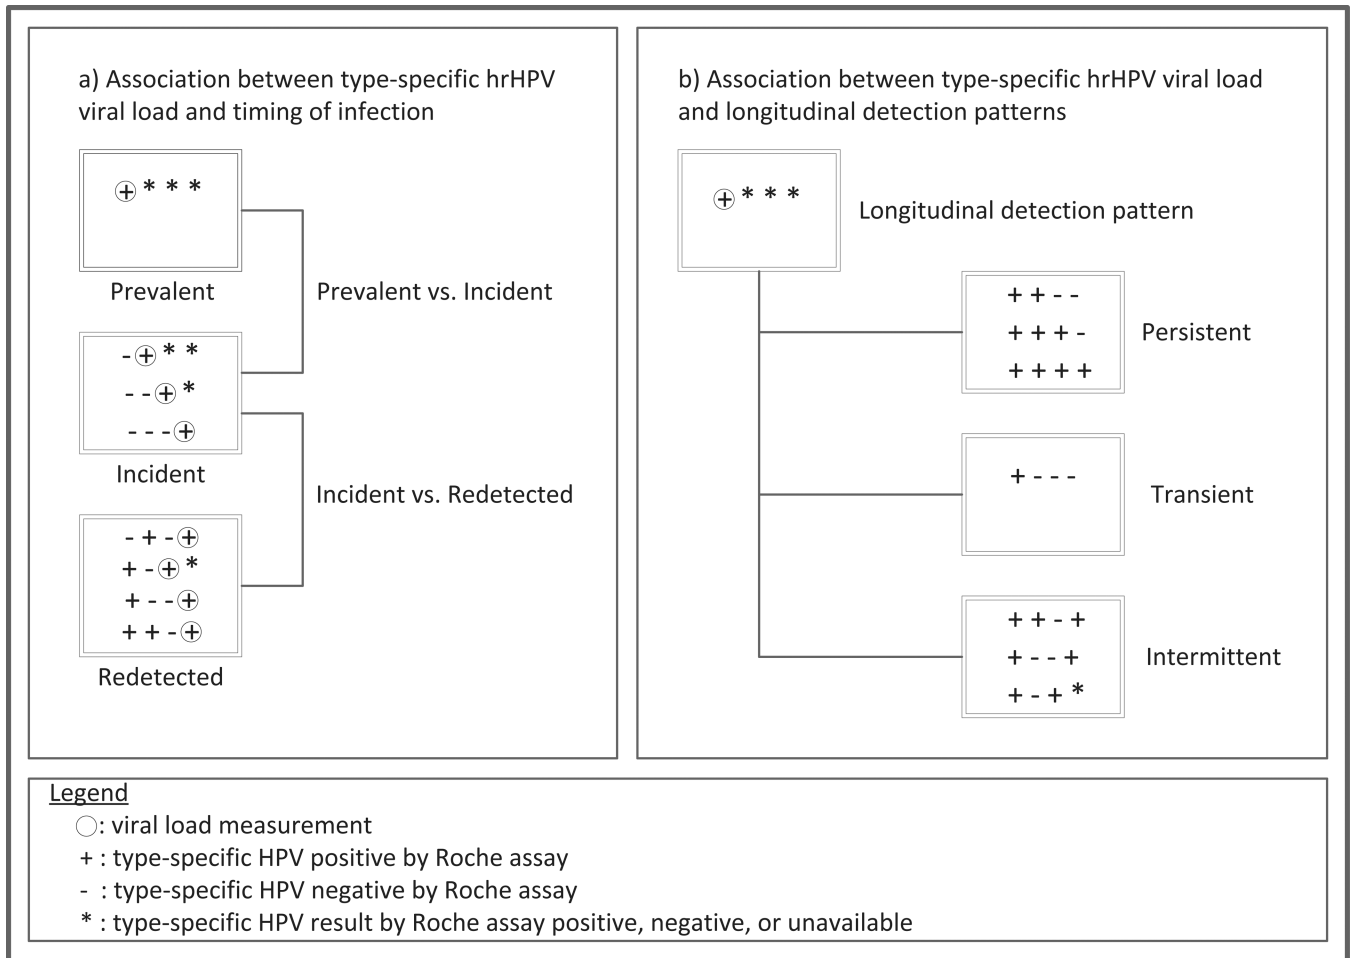 a) Association between type-specific hrHPV
viral load and timing of infection
⊕ * * *
Prevalent
Prevalent vs. Incident
- ⊕ * *
- - ⊕ *
- - - ⊕
Incident
Incident vs. Redetected
- + - ⊕
+ - ⊕ *
+ - - ⊕
+ + - ⊕
Redetected
b) Association between type-specific hrHPV viral load
and longitudinal detection patterns
⊕ * * *
Longitudinal detection pattern
+ + - -
+ + + -
+ + + +
Persistent
+ - - -
Transient
+ + - +
+ - - +
+ - + *
Intermittent
Legend
○: viral load measurement
+ : type-specific HPV positive by Roche assay
- : type-specific HPV negative by Roche assay
* : type-specific HPV result by Roche assay positive, negative, or unavailable